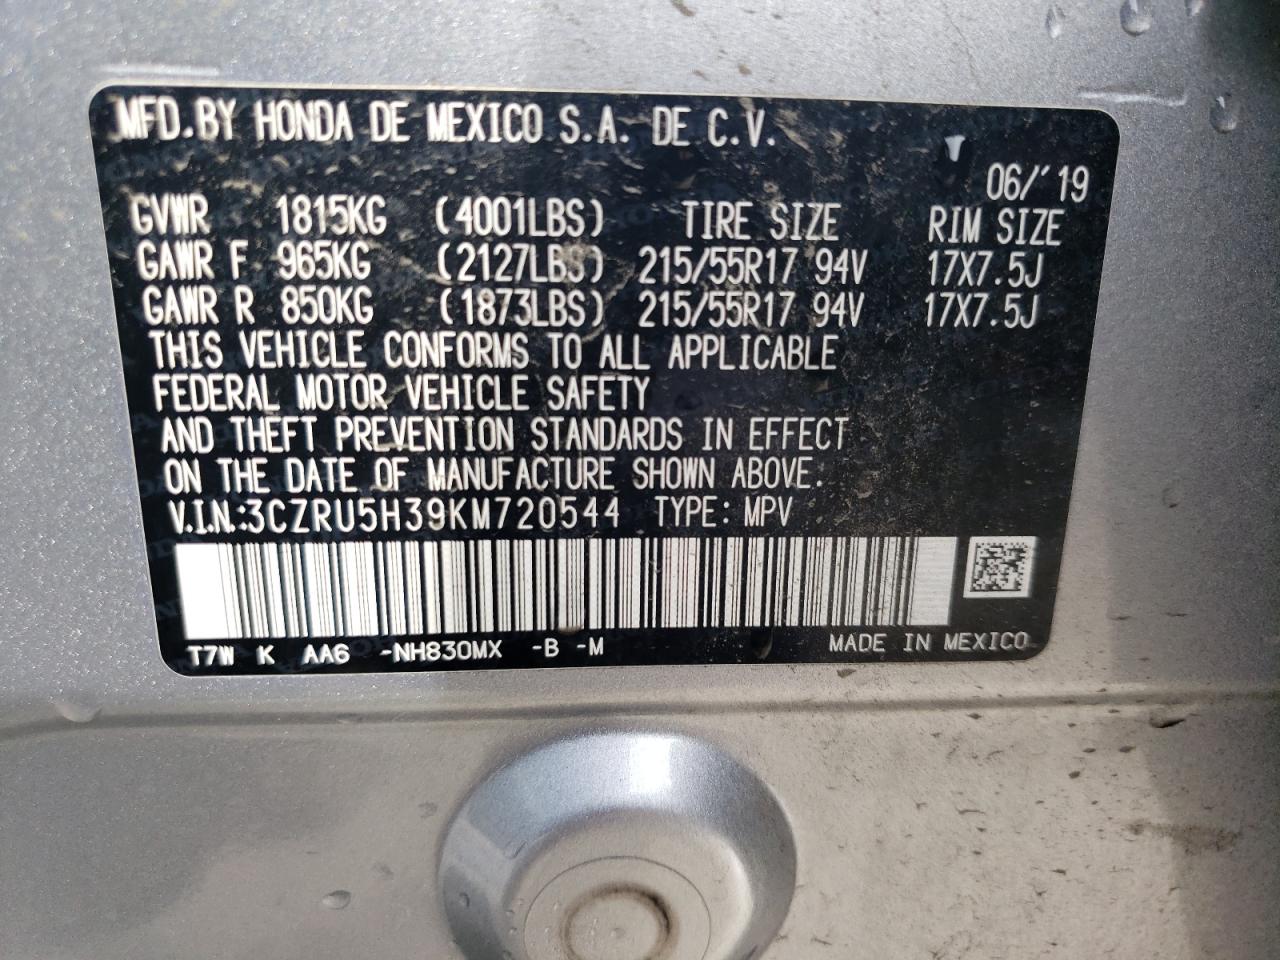 MFD.BY HONDA DE MEXICO S.A. DE C.V.
06/'19
GVWR 1815KG (4001LBS) TIRE SIZE RIM SIZE
GAWR F 965KG (2127LBS) 215/55R17 94V 17X7.5J
GAWR R 850KG (1873LBS) 215/55R17 94V 17X7.5J
THIS VEHICLE CONFORMS TO ALL APPLICABLE
FEDERAL MOTOR VEHICLE SAFETY
AND THEFT PREVENTION STANDARDS IN EFFECT
ON THE DATE OF MANUFACTURE SHOWN ABOVE.
V.I.N.:3CZRU5H39KM720544 TYPE: MPV
T7W K AA6 -NH830MX -B -M MADE IN MEXICO